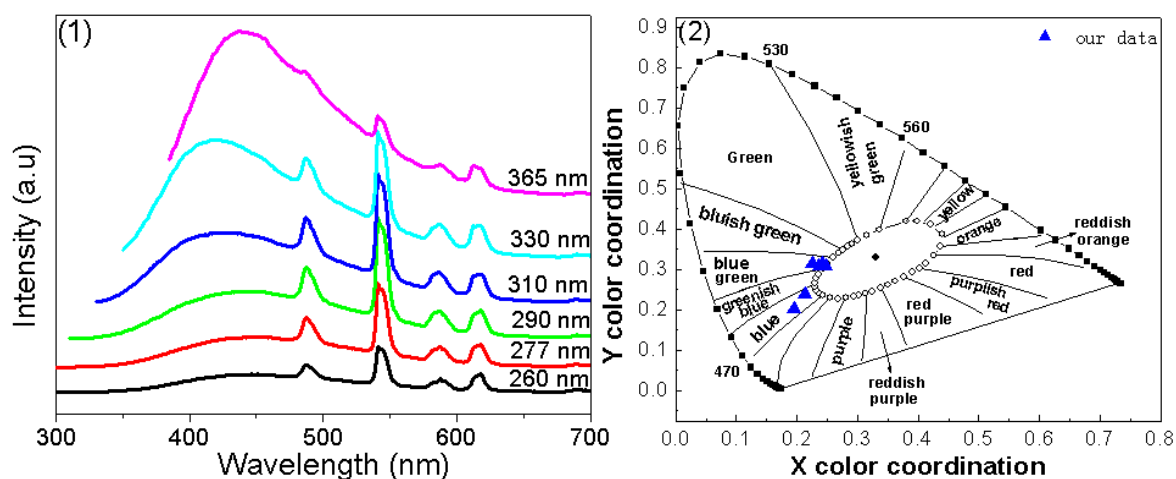 (1)
Intensity (a.u)
365 nm
330 nm
310 nm
290 nm
277 nm
260 nm
300
400
500
600
700
Wavelength (nm)
(2)
our data
Y color coordination
0.9
0.8
0.7
0.6
0.5
0.4
0.3
0.2
0.1
0.0
530
560
470
Green
yellowish
green
bluish green
blue
green
greenish
blue
blue
purple
reddish
purple
red
purple
purplish
red
red
reddish
orange
orange
yellow
0.0
0.1
0.2
0.3
0.4
0.5
0.6
0.7
0.8
X color coordination